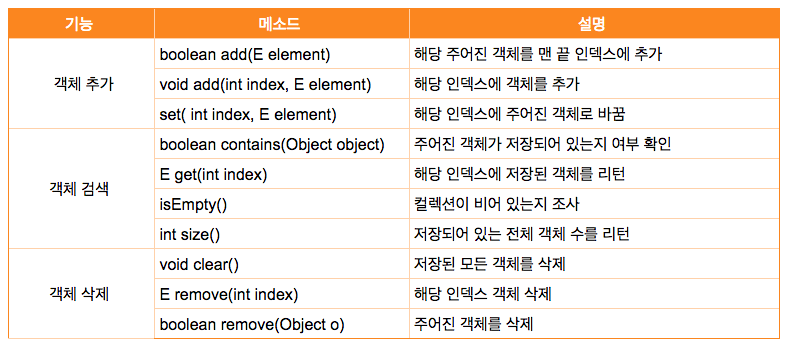 기능 메소드 설명
객체 추가
boolean add(E element) 해당 주어진 객체를 맨 끝 인덱스에 추가
void add(int index, E element) 해당 인덱스에 객체를 추가
set( int index, E element) 해당 인덱스에 주어진 객체로 바꿈
객체 검색
boolean contains(Object object) 주어진 객체가 저장되어 있는지 여부 확인
E get(int index) 해당 인덱스에 저장된 객체를 리턴
isEmpty() 컬렉션이 비어 있는지 조사
int size() 저장되어 있는 전체 객체 수를 리턴
객체 삭제
void clear() 저장된 모든 객체를 삭제
E remove(int index) 해당 인덱스 객체 삭제
boolean remove(Object o) 주어진 객체를 삭제